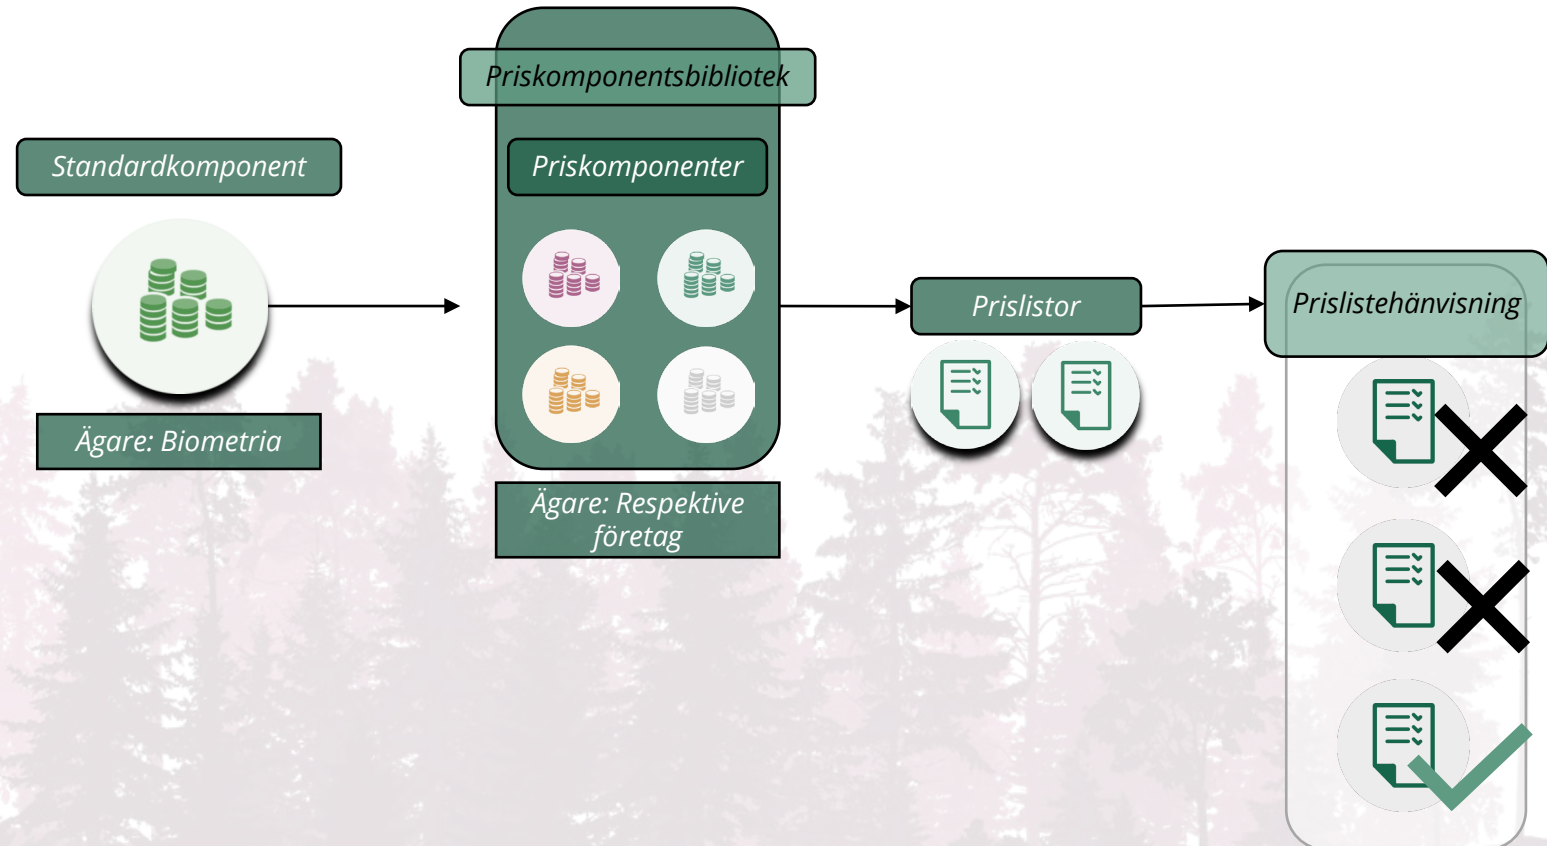 Priskomponentsbibliotek
Standardkomponent
Priskomponenter
Prislistor
Prislistehänvisning
Ägare: Biometria
Ägare: Respektive
företag